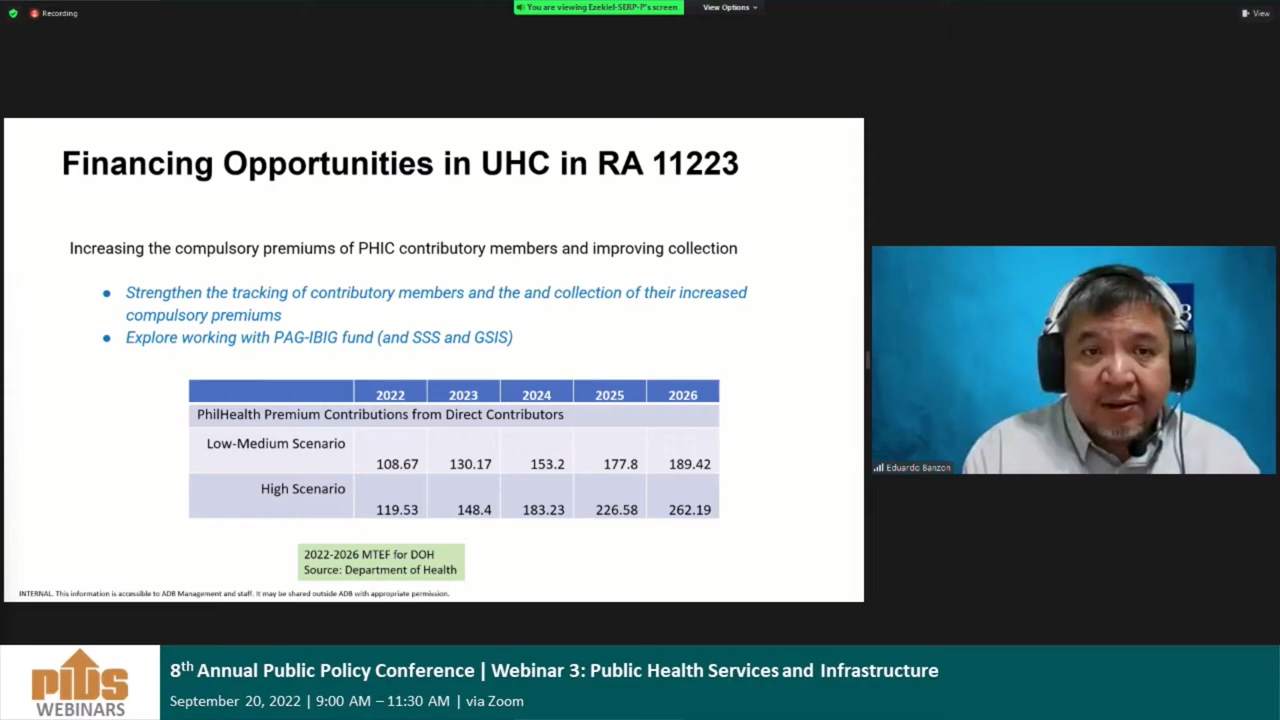 Recording
You are viewing Ezekiel-SERP-P's screen
View Options
View
Financing Opportunities in UHC in RA 11223
Increasing the compulsory premiums of PHIC contributory members and improving collection
● Strengthen the tracking of contributory members and the and collection of their increased
compulsory premiums
● Explore working with PAG-IBIG fund (and SSS and GSIS)
2022 2023 2024 2025 2026
PhilHealth Premium Contributions from Direct Contributors
Low-Medium Scenario
108.67 130.17 153.2 177.8 189.42
High Scenario
119.53 148.4 183.23 226.58 262.19
2022-2026 MTEF for DOH
Source: Department of Health
INTERNAL. This information is accessible to ADB Management and staff. It may be shared outside ADB with appropriate permission.
Eduardo Banzon
PIDS
WEBINARS
8th Annual Public Policy Conference | Webinar 3: Public Health Services and Infrastructure
September 20, 2022 | 9:00 AM – 11:30 AM | via Zoom